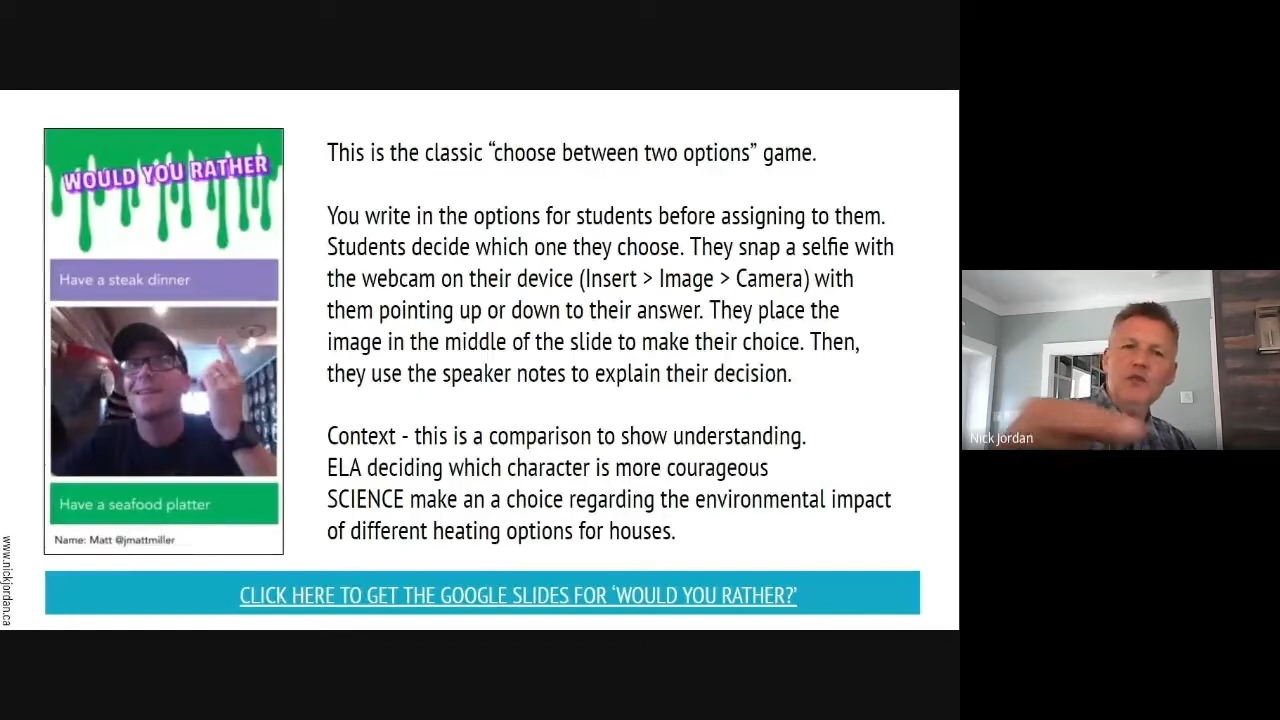 WOULD YOU RATHER
Have a steak dinner
Have a seafood platter
Name: Matt @jmattmiller
This is the classic “choose between two options” game.
You write in the options for students before assigning to them.
Students decide which one they choose. They snap a selfie with
the webcam on their device (Insert > Image > Camera) with
them pointing up or down to their answer. They place the
image in the middle of the slide to make their choice. Then,
they use the speaker notes to explain their decision.
Context - this is a comparison to show understanding.
ELA deciding which character is more courageous
SCIENCE make an a choice regarding the environmental impact
of different heating options for houses.
CLICK HERE TO GET THE GOOGLE SLIDES FOR ‘WOULD YOU RATHER?’
www.nickjordan.ca
Nick Jordan